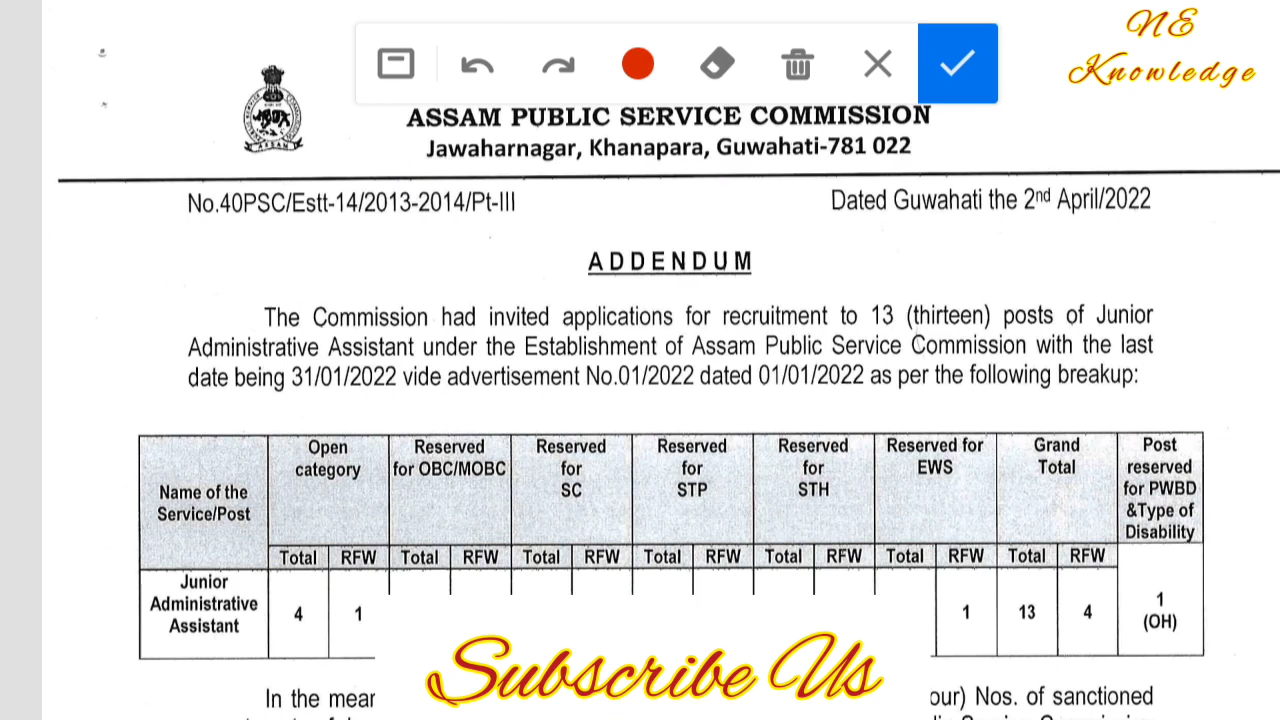 NE
Knowledge
ASSAM PUBLIC SERVICE COMMISSION
Jawaharnagar, Khanapara, Guwahati-781 022
No.40PSC/Estt-14/2013-2014/Pt-III Dated Guwahati the 2nd April/2022
ADDENDUM
The Commission had invited applications for recruitment to 13 (thirteen) posts of Junior
Administrative Assistant under the Establishment of Assam Public Service Commission with the last
date being 31/01/2022 vide advertisement No.01/2022 dated 01/01/2022 as per the following breakup:
Name of the
Service/Post
Open
category
Reserved
for OBC/MOBC
Reserved
for
SC
Reserved
for
STP
Reserved
for
STH
Reserved for
EWS
Grand
Total
Post
reserved
for PWBD
&Type of
Disability
Total RFW Total RFW Total RFW Total RFW Total RFW Total RFW Total RFW
Junior
Administrative
Assistant
4 1 1 13 4
1
(OH)
Subscribe Us
In the mear our) Nos. of sanctioned